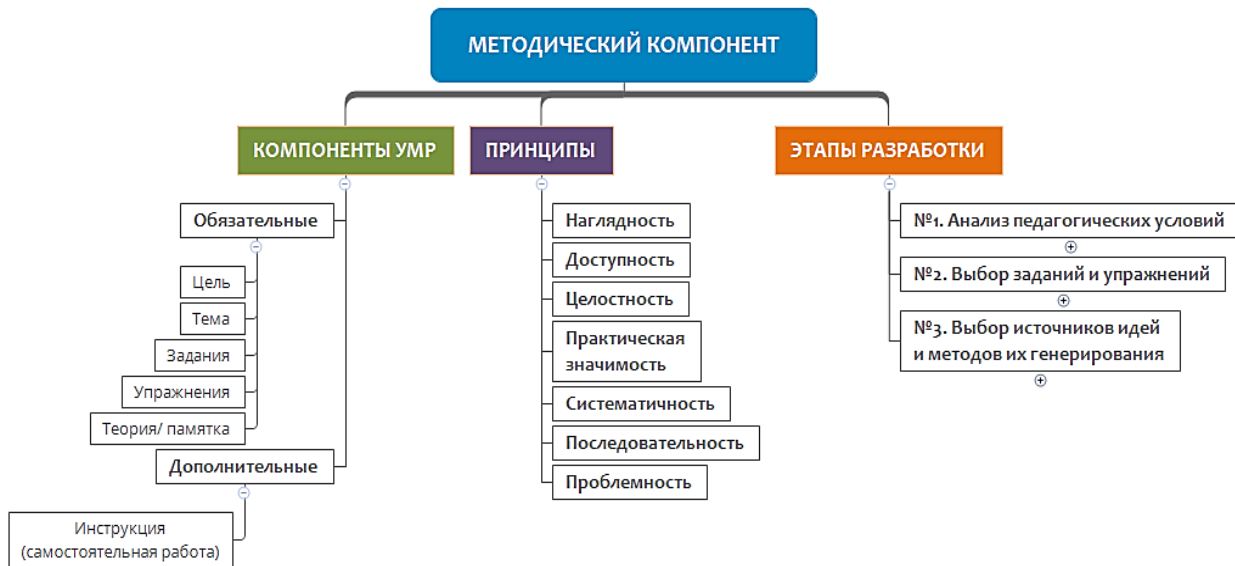 МЕТОДИЧЕСКИЙ КОМПОНЕНТ
КОМПОНЕНТЫ УМР
Обязательные
Цель
Тема
Задания
Упражнения
Теория/ памятка
Дополнительные
Инструкция
(самостоятельная работа)
ПРИНЦИПЫ
Наглядность
Доступность
Целостность
Практическая
значимость
Систематичность
Последовательность
Проблемность
ЭТАПЫ РАЗРАБОТКИ
№1. Анализ педагогических условий
№2. Выбор заданий и упражнений
№3. Выбор источников идей
и методов их генерирования